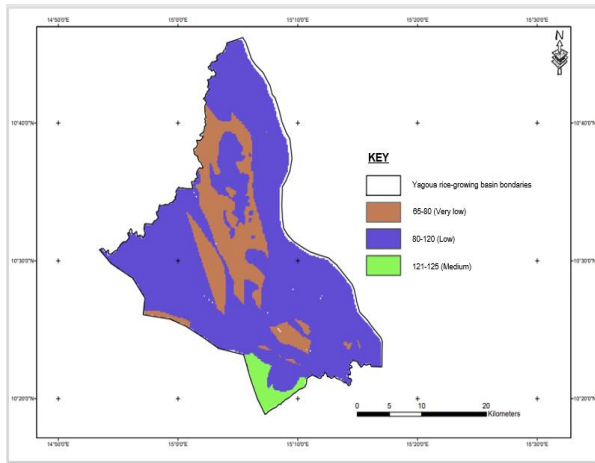 14°50'0"E 15°0'0"E 15°10'0"E 15°20'0"E 15°30'0"E
N
10°40'0"N 10°40'0"N
KEY
Yagoua rice-growing basin bondaries
65-80 (Very low)
80-120 (Low)
121-125 (Medium)
10°30'0"N 10°30'0"N
10°20'0"N 10°20'0"N
0 5 10 20
Kilometers
14°50'0"E 15°0'0"E 15°10'0"E 15°20'0"E 15°30'0"E